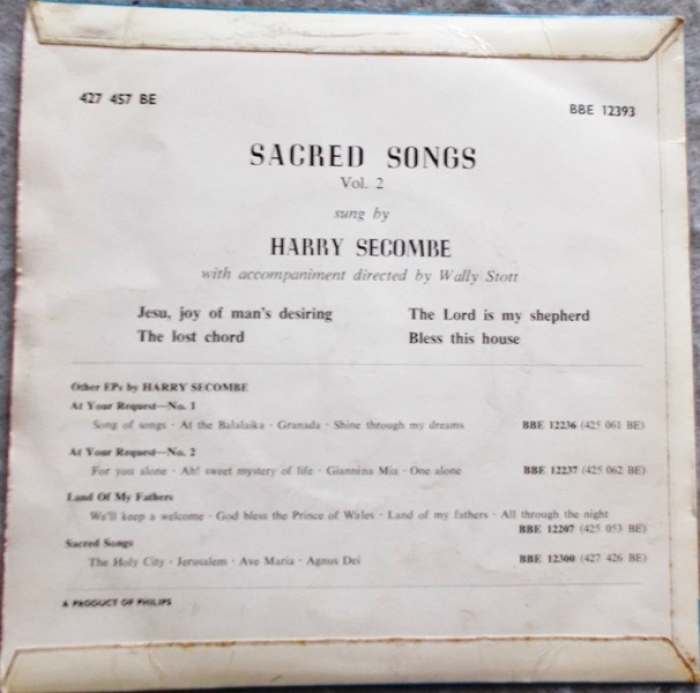 427 457 BE
BBE 12393
SACRED SONGS
Vol. 2
sung by
HARRY SECOMBE
with accompaniment directed by Wally Stott
Jesu, joy of man's desiring The Lord is my shepherd
The lost chord Bless this house
Other EPs by HARRY SECOMBE
At Your Request—No. 1
Song of songs · At the Balalaika · Granada · Shine through my dreams BBE 12236 (425 061 BE)
At Your Request—No. 2
For you alone · Ah! sweet mystery of life · Giannina Mia · One alone BBE 12237 (425 062 BE)
Land Of My Fathers
We'll keep a welcome · God bless the Prince of Wales · Land of my fathers · All through the night
BBE 12207 (425 053 BE)
Sacred Songs
The Holy City · Jerusalem · Ave Maria · Agnus Dei BBE 12300 (427 426 BE)
A PRODUCT OF PHILIPS